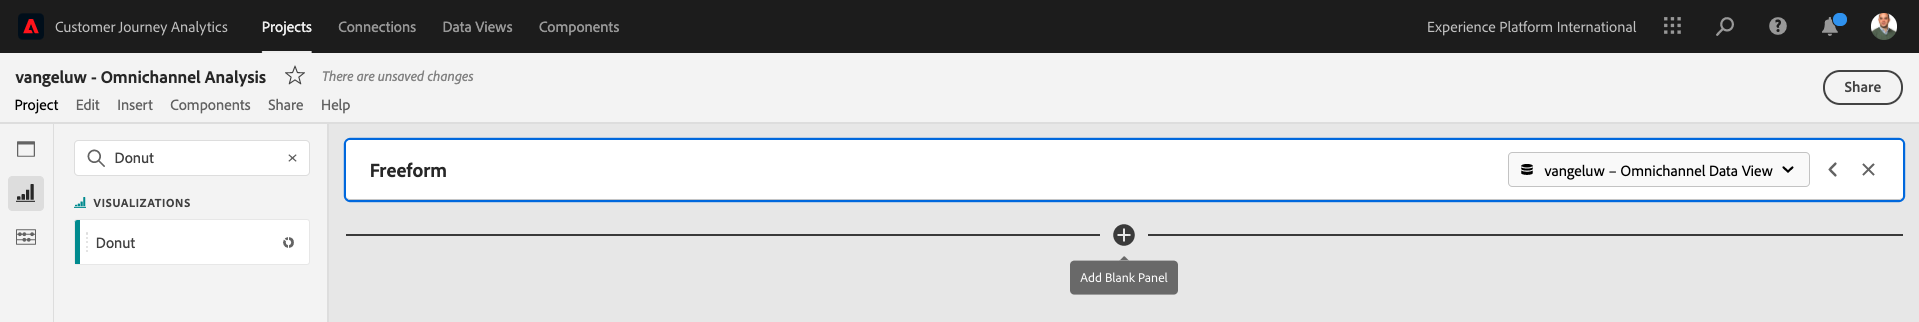 Customer Journey Analytics Projects Connections Data Views Components Experience Platform International
vangeluw - Omnichannel Analysis There are unsaved changes
Share
Project Edit Insert Components Share Help
Donut
VISUALIZATIONS
Donut
Freeform vangeluw – Omnichannel Data View
Add Blank Panel